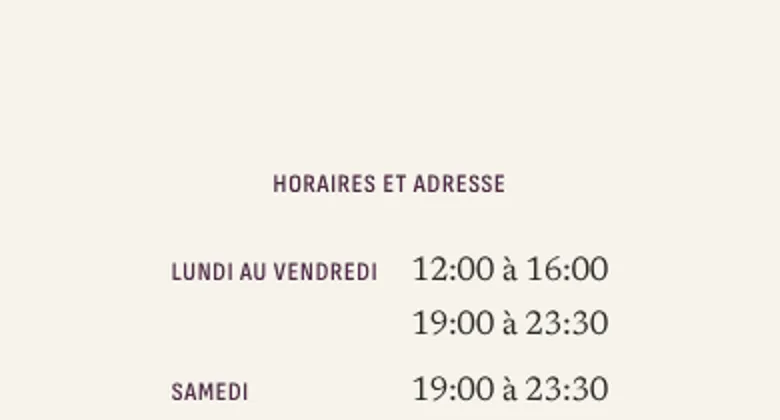 HORAIRES ET ADRESSE
LUNDI AU VENDREDI 12:00 à 16:00
19:00 à 23:30
SAMEDI 19:00 à 23:30